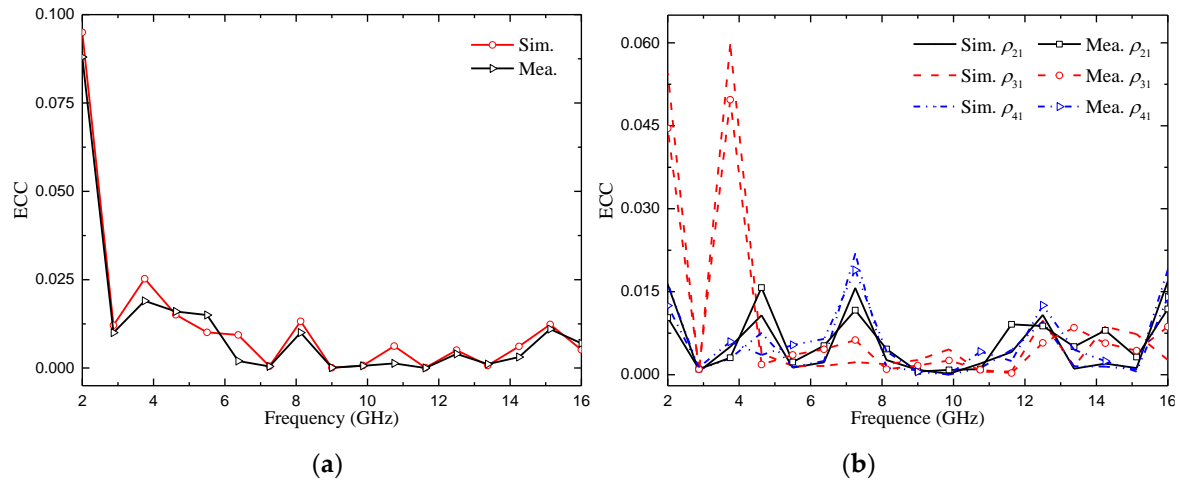 0.100
0.075
0.050
0.025
0.000
ECC
2 4 6 8 10 12 14 16
Frequency (GHz)
Sim.
Mea.
(a)
0.060
0.045
0.030
0.015
0.000
ECC
2 4 6 8 10 12 14 16
Frequence (GHz)
Sim. ρ21 Mea. ρ21
Sim. ρ31 Mea. ρ31
Sim. ρ41 Mea. ρ41
(b)